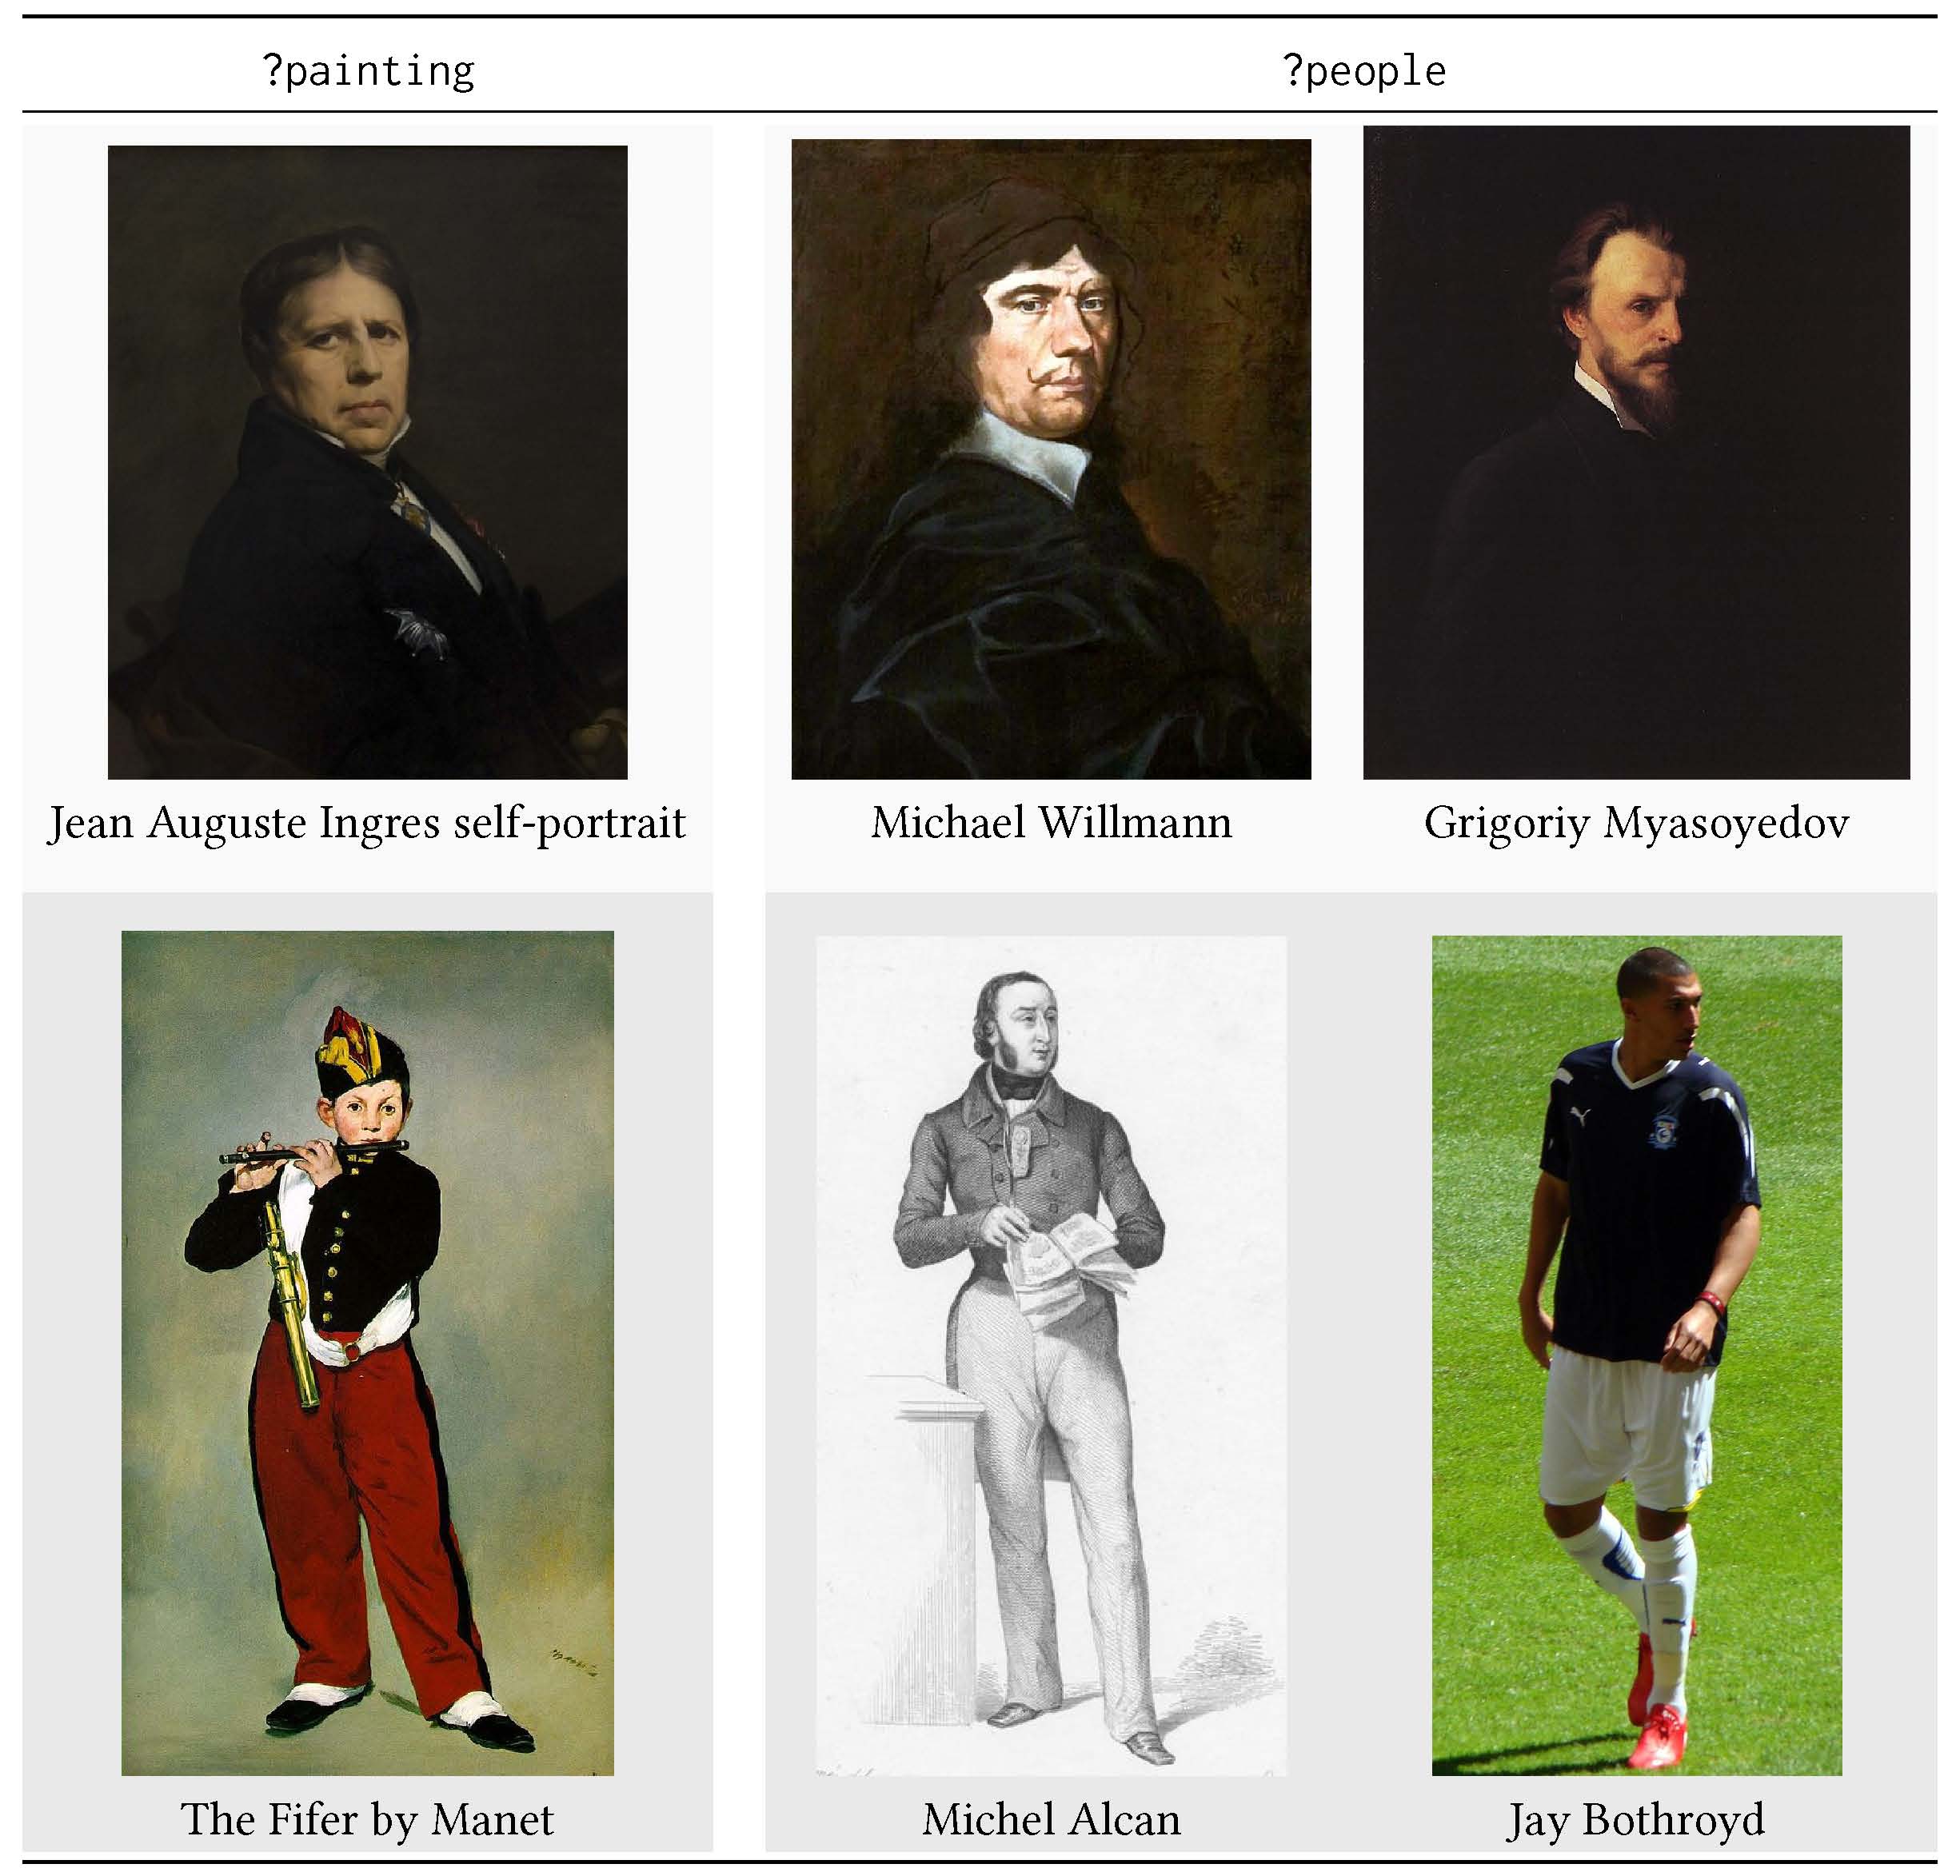 ?painting ?people
Jean Auguste Ingres self-portrait Michael Willmann Grigoriy Myasoyedov
The Fifer by Manet Michel Alcan Jay Bothroyd